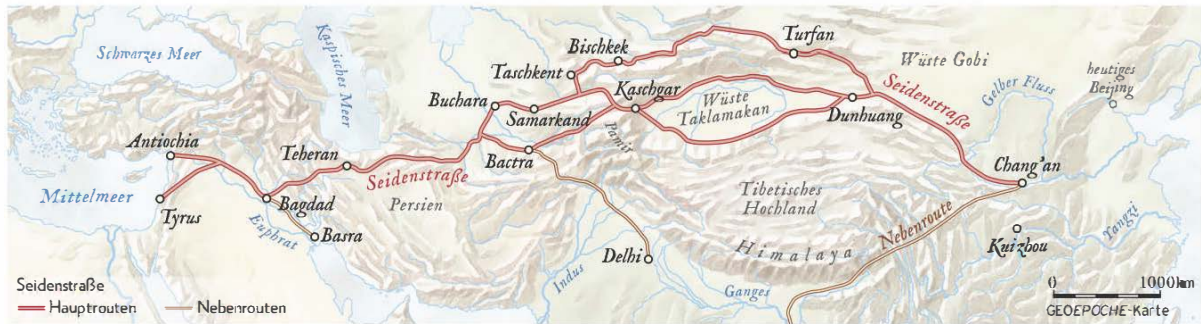 Schwarzes Meer
Kaspisches Meer
Bischkek
Turfan
Taschkent
Wüste Gobi
heutiges
Beijing
Gelber Fluss
Kaschgar
Buchara
Samarkand
Wüste
Taklamakan
Seidenstraße
Dunhuang
Pamir
Antiochia
Teheran
Bactra
Chang'an
Seidenstraße
Mittelmeer
Tyrus
Bagdad
Persien
Tibetisches
Hochland
Euphrat
Basra
Nebenroute
Yangzi
Kuizhou
Delhi
Himalaya
Indus
Ganges
Seidenstraße
Hauptrouten
Nebenrouten
0 1000 km
GEOEPOCHE-Karte